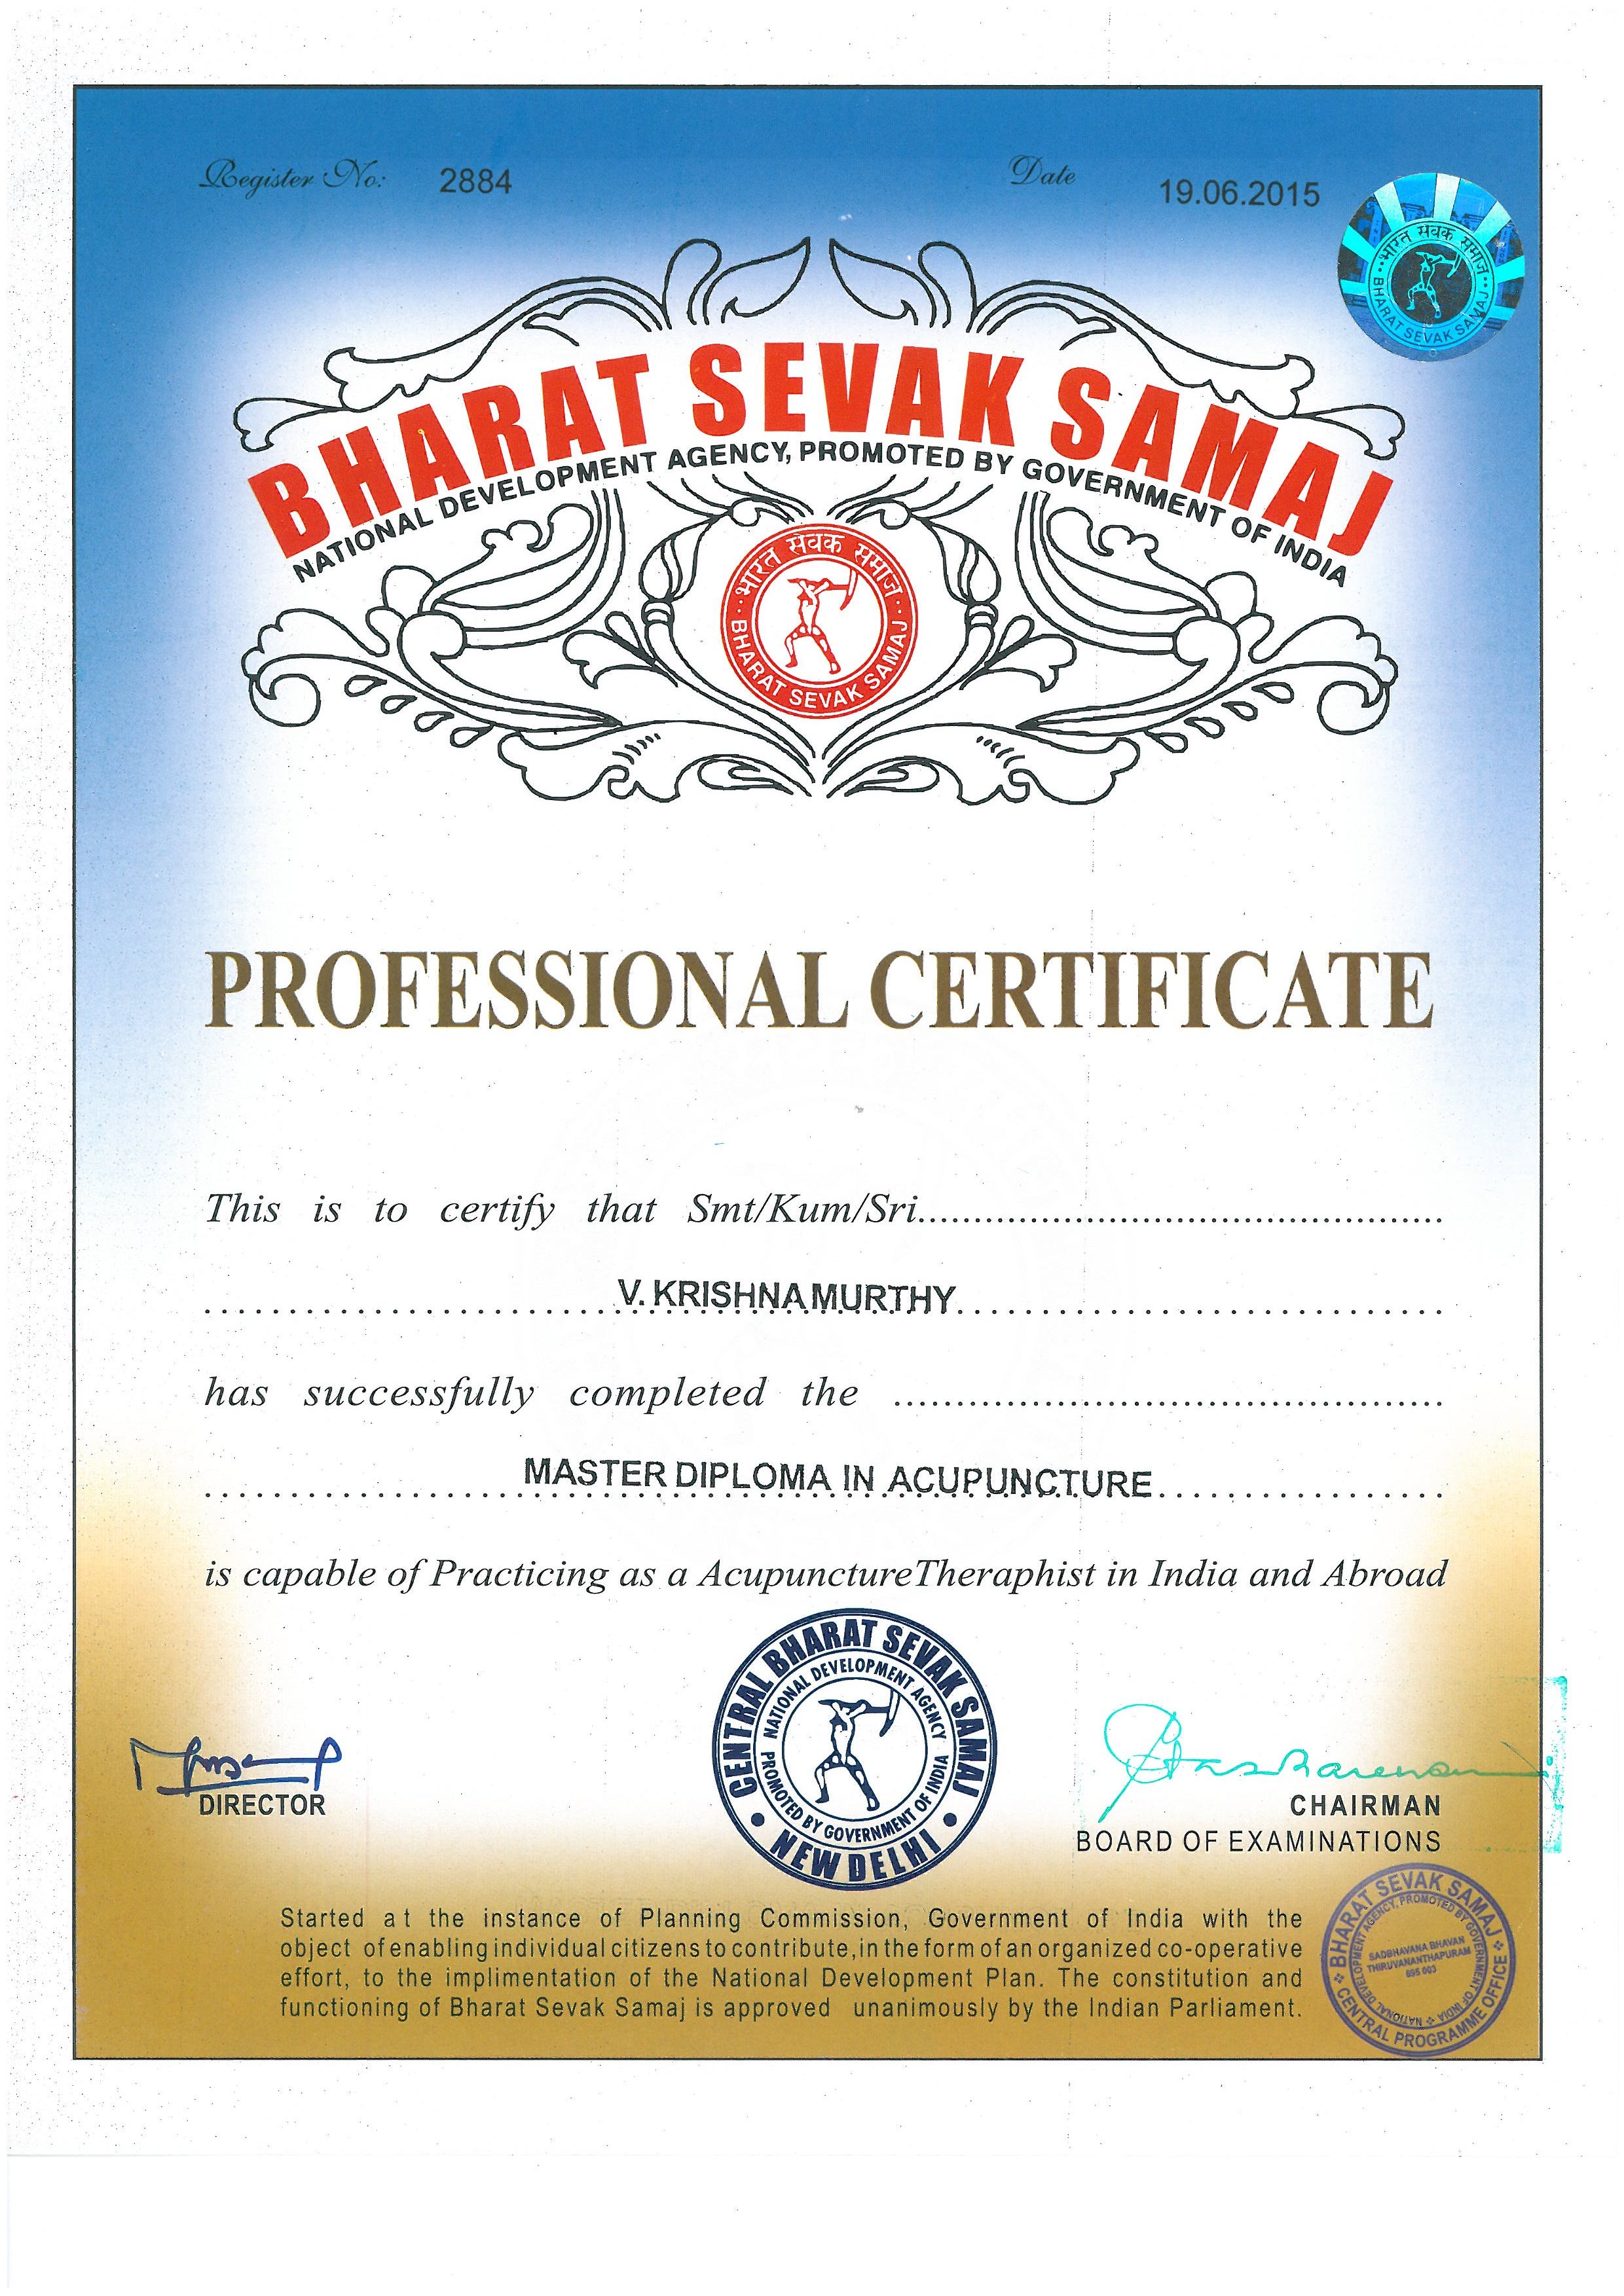 Register No: 2884
Date 19.06.2015
भारत सेवक समाज
BHARAT SEVAK SAMAJ
BHARAT SEVAK SAMAJ
NATIONAL DEVELOPMENT AGENCY, PROMOTED BY GOVERNMENT OF INDIA
भारत सेवक समाज
BHARAT SEVAK SAMAJ
PROFESSIONAL CERTIFICATE
This is to certify that Smt/Kum/Sri...............................................
V. KRISHNAMURTHY
has successfully completed the ............................................
MASTER DIPLOMA IN ACUPUNCTURE
is capable of Practicing as a Acupuncture Theraphist in India and Abroad
CENTRAL BHARAT SEVAK SAMAJ
NATIONAL DEVELOPMENT AGENCY
PROMOTED BY GOVERNMENT OF INDIA
NEW DELHI
DIRECTOR
CHAIRMAN
BOARD OF EXAMINATIONS
Started at the instance of Planning Commission, Government of India with the
object of enabling individual citizens to contribute, in the form of an organized co-operative
effort, to the implimentation of the National Development Plan. The constitution and
functioning of Bharat Sevak Samaj is approved unanimously by the Indian Parliament.
BHARAT SEVAK SAMAJ
NATIONAL DEVELOPMENT AGENCY, PROMOTED BY GOVERNMENT OF INDIA
SADBHAVANA BHAVAN
THIRUVANANTHAPURAM
695 003
CENTRAL PROGRAMME OFFICE